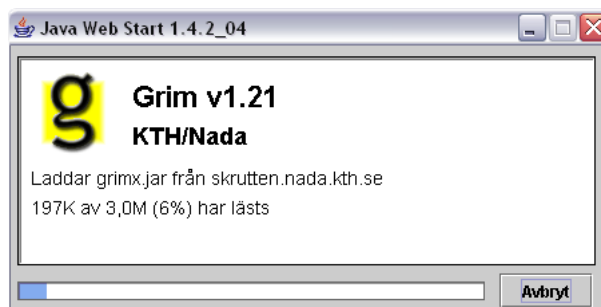 Java Web Start 1.4.2_04
g
Grim v1.21
KTH/Nada
Laddar grimx.jar från skrutten.nada.kth.se
197K av 3,0M (6%) har lästs
Avbryt